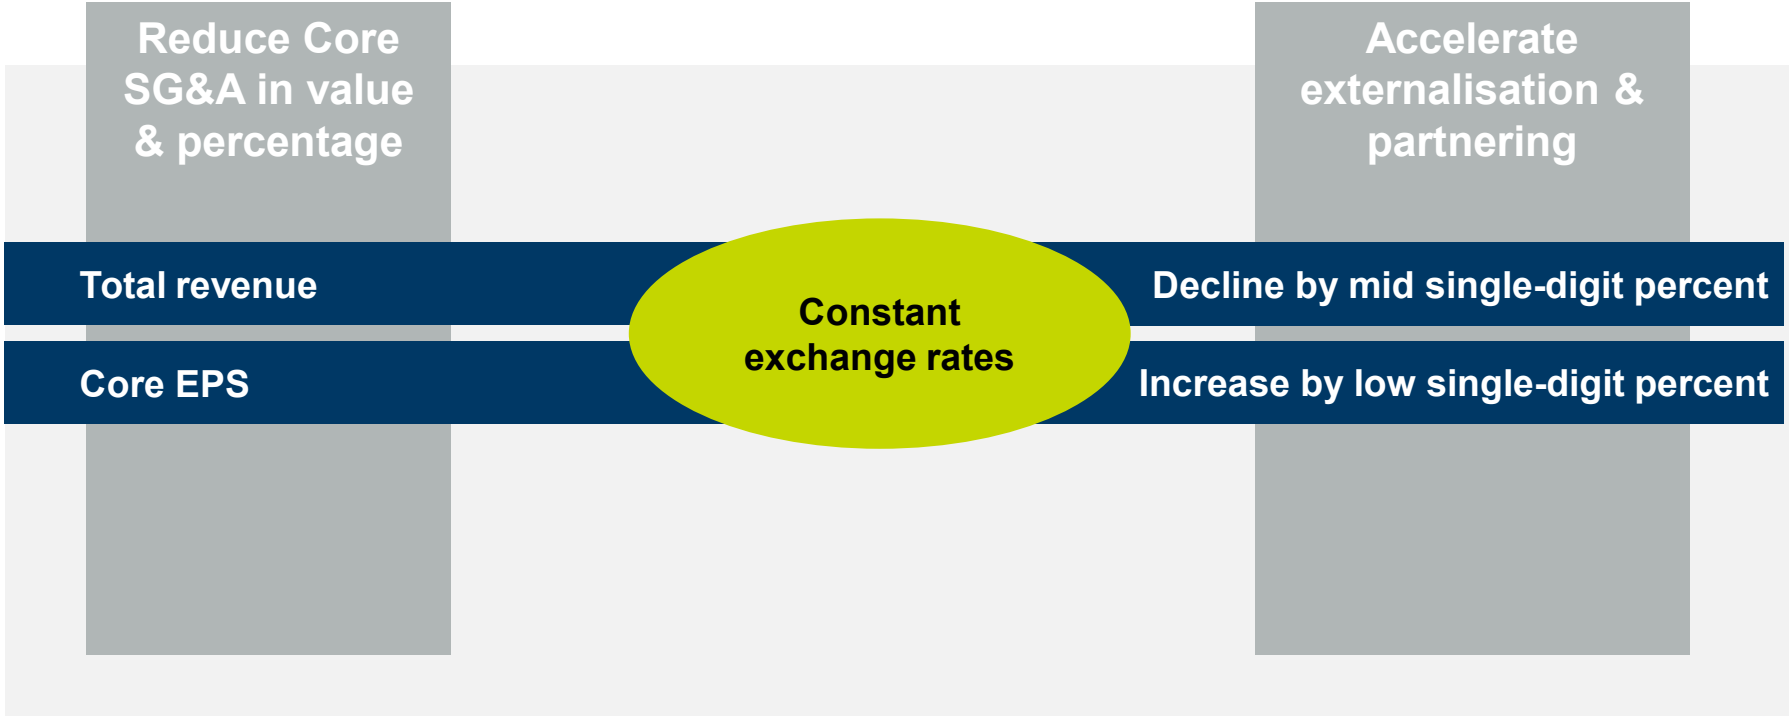 Reduce Core
SG&A in value
& percentage
Accelerate
externalisation &
partnering
Total revenue
Constant
exchange rates
Decline by mid single-digit percent
Core EPS
Increase by low single-digit percent